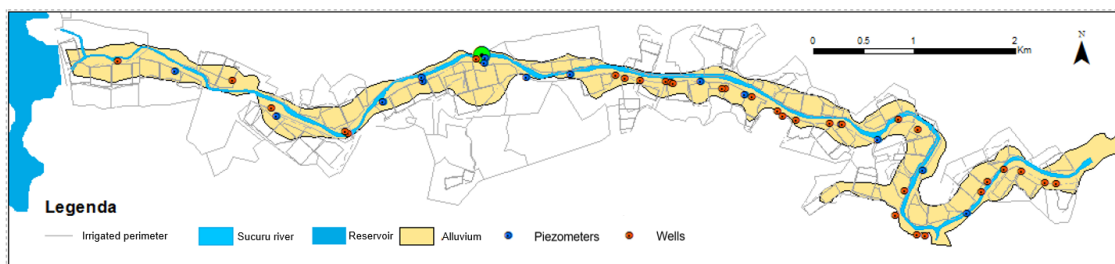 N
0 0.5 1 2
Km
Legenda
Irrigated perimeter Sucuru river Reservoir Alluvium Piezometers Wells